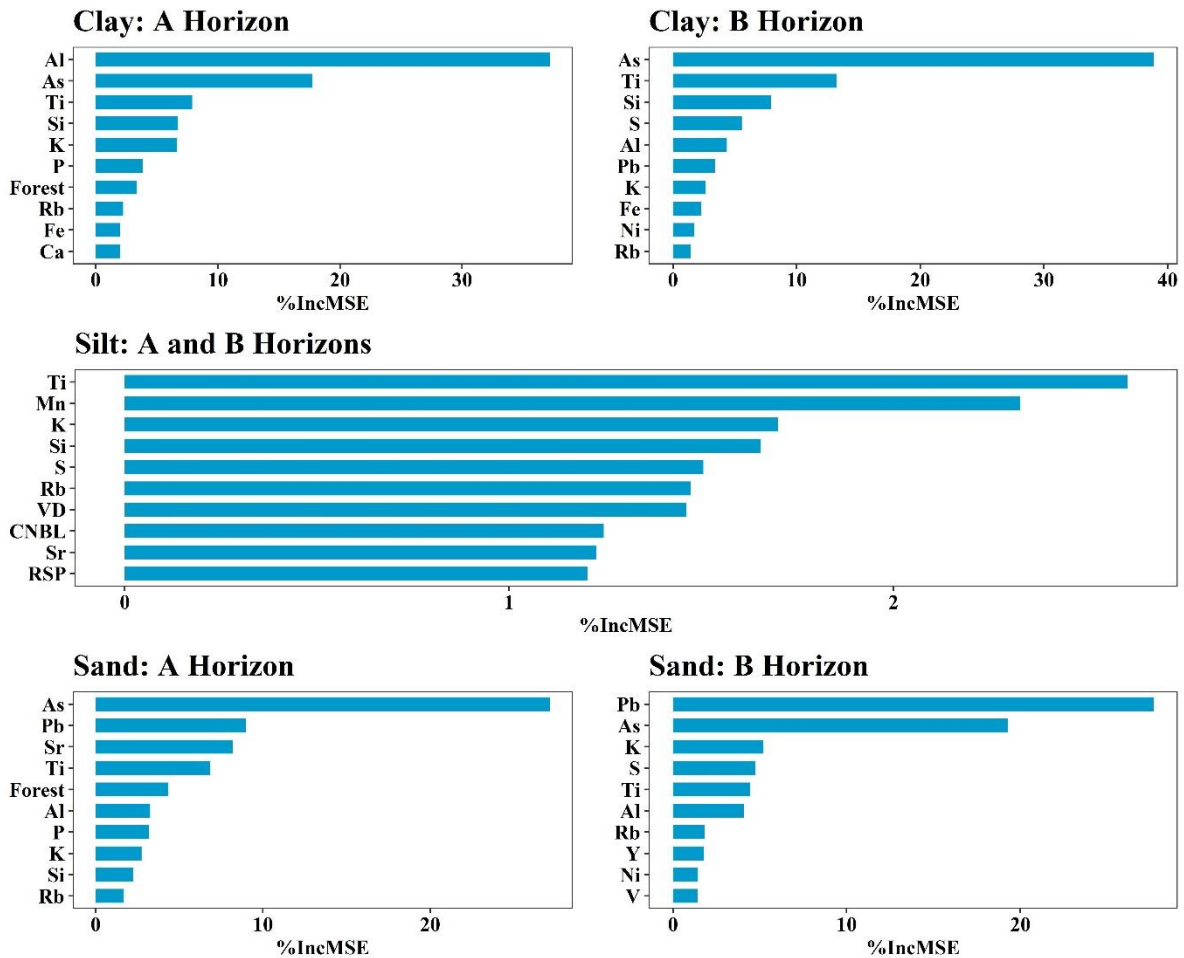 Clay: A Horizon
Al
As
Ti
Si
K
P
Forest
Rb
Fe
Ca
0 10 20 30
%IncMSE
Clay: B Horizon
As
Ti
Si
S
Al
Pb
K
Fe
Ni
Rb
0 10 20 30 40
%IncMSE
Silt: A and B Horizons
Ti
Mn
K
Si
S
Rb
VD
CNBL
Sr
RSP
0 1 2
%IncMSE
Sand: A Horizon
As
Pb
Sr
Ti
Forest
Al
P
K
Si
Rb
0 10 20
%IncMSE
Sand: B Horizon
Pb
As
K
S
Ti
Al
Rb
Y
Ni
V
0 10 20
%IncMSE